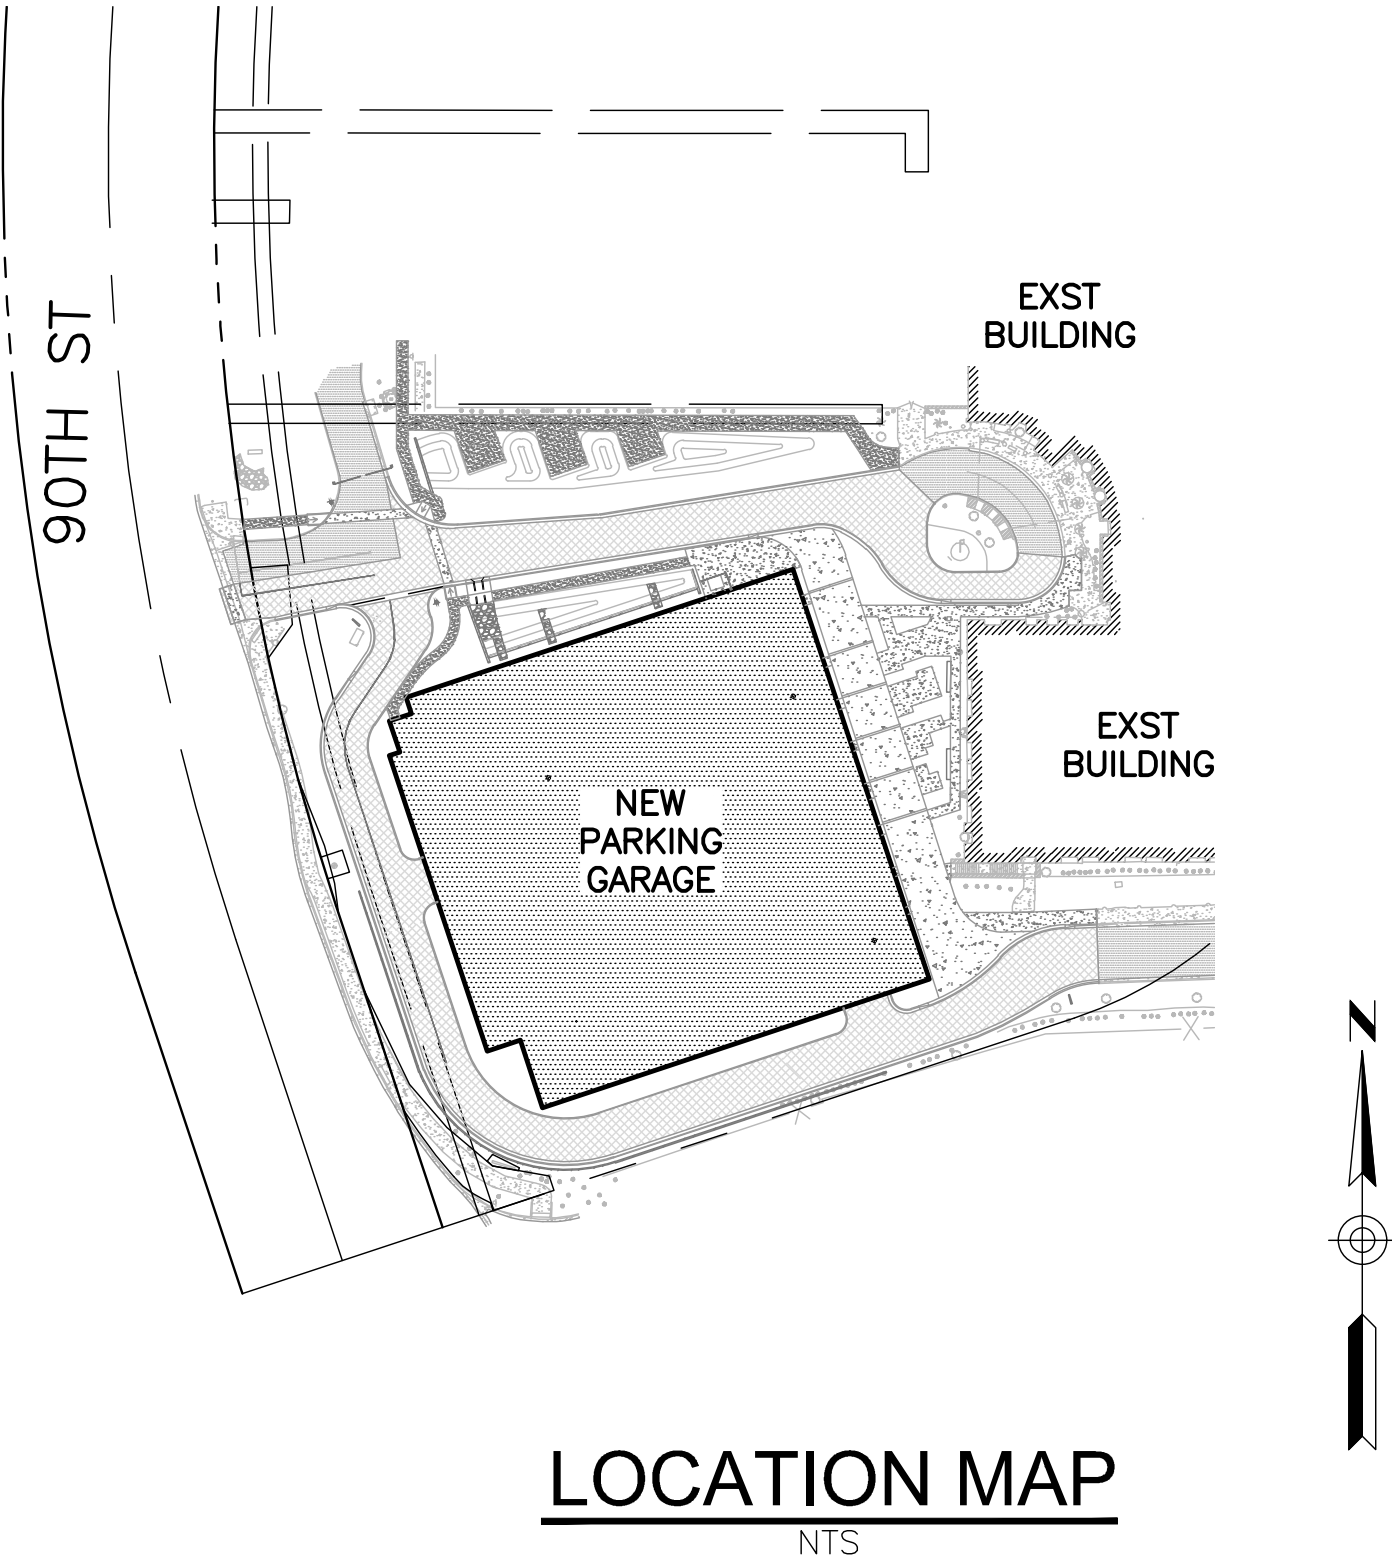 EXST
BUILDING
90TH ST
EXST
BUILDING
NEW
PARKING
GARAGE
N
LOCATION MAP
NTS